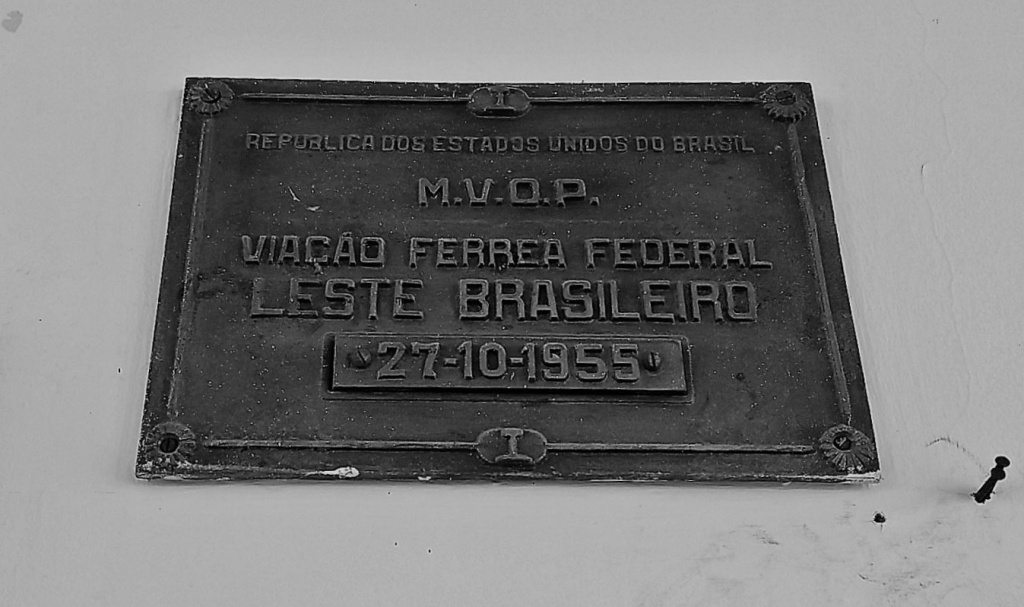 I
REPUBLICA DOS ESTADOS UNIDOS DO BRASIL
M.V.O.P.
VIAÇÃO FERREA FEDERAL
LESTE BRASILEIRO
27-10-1955
I